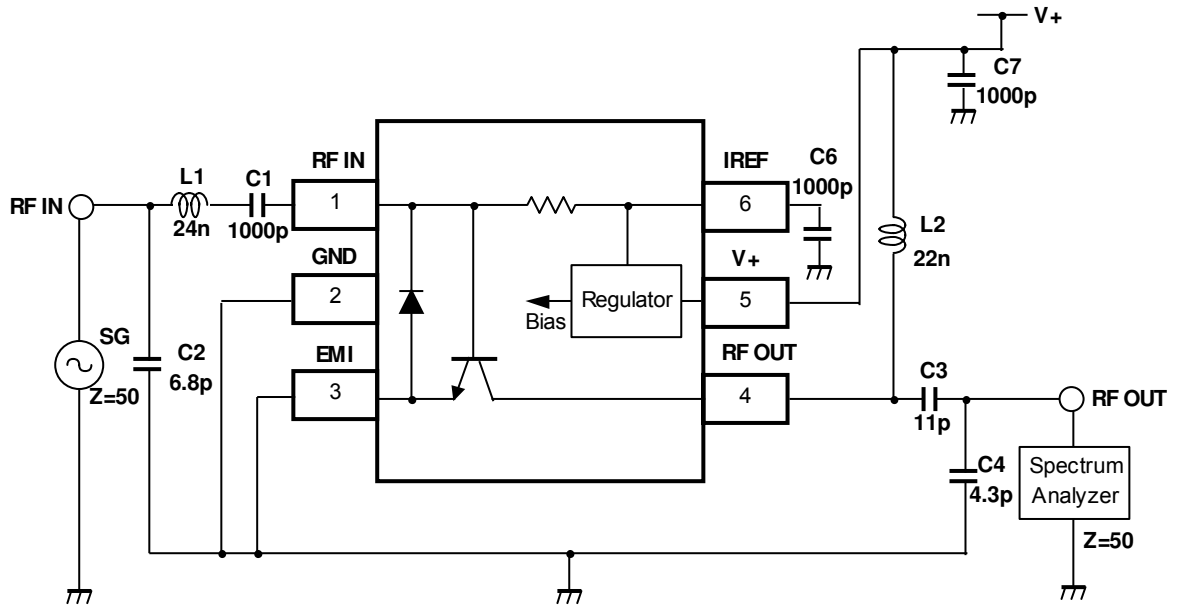 V+
C7
1000p
RF IN
L1
24n
C1
1000p
RF IN
1
IREF
6
C6
1000p
GND
2
L2
22n
V+
5
Regulator
Bias
SG
Z=50
C2
6.8p
EMI
3
RF OUT
4
C3
11p
RF OUT
C4
4.3p
Spectrum
Analyzer
Z=50